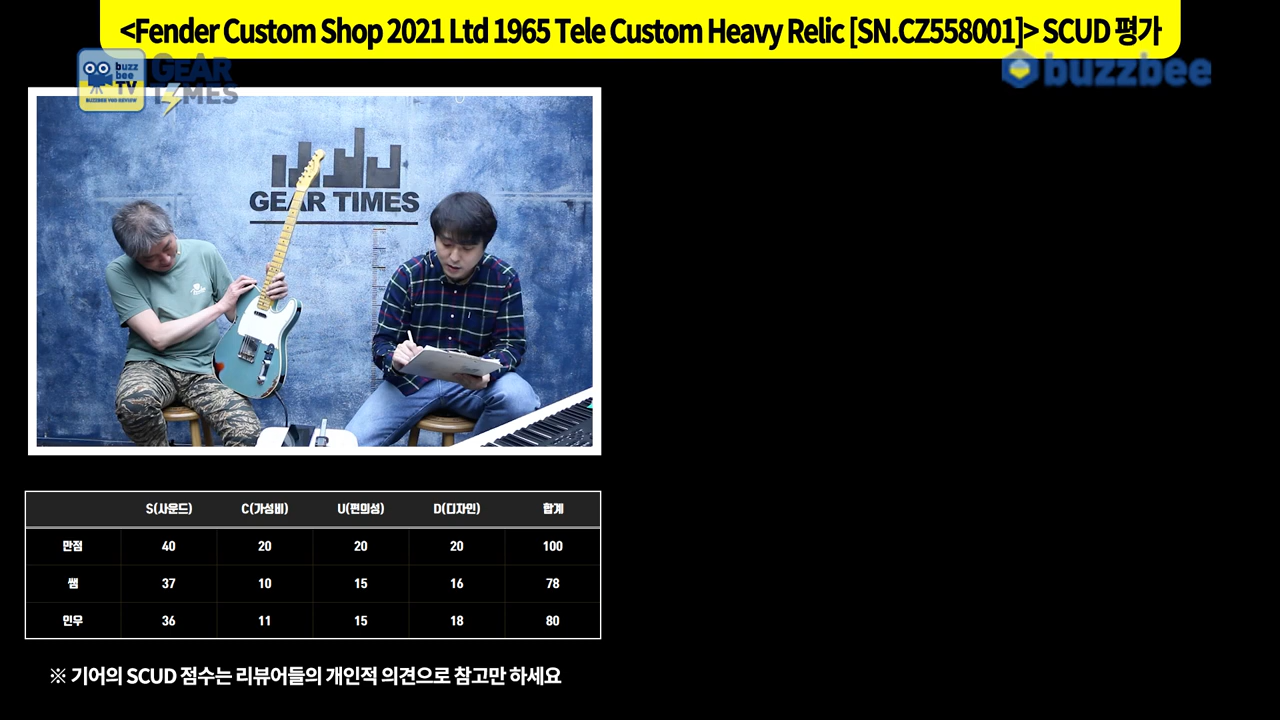 <Fender Custom Shop 2021 Ltd 1965 Tele Custom Heavy Relic [SN.CZ558001]> SCUD 평가
buzz bee TV
BUZZBEE YOU REVIEW
GEAR TIMES
buzzbee
GEAR TIMES
S(사운드) C(가성비) U(편의성) D(디자인) 합계
만점 40 20 20 20 100
쌤 37 10 15 16 78
인우 36 11 15 18 80
※ 기어의 SCUD 점수는 리뷰어들의 개인적 의견으로 참고만 하세요